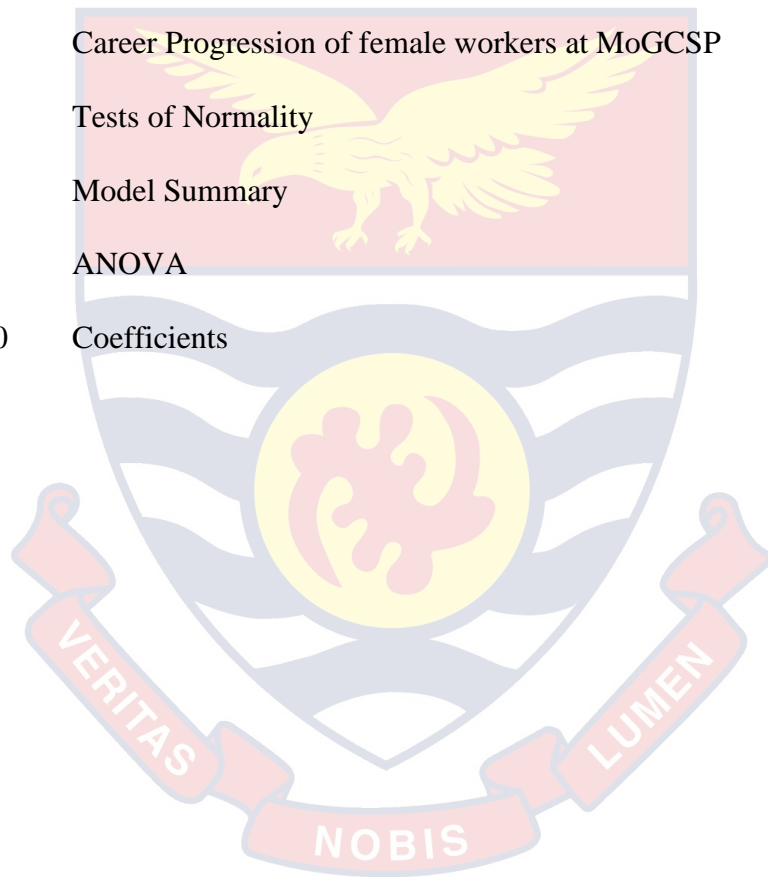 Career Progression of female workers at MoGCSP
Tests of Normality
Model Summary
ANOVA
0 Coefficients
VERITAS
NOBIS
LUMEN